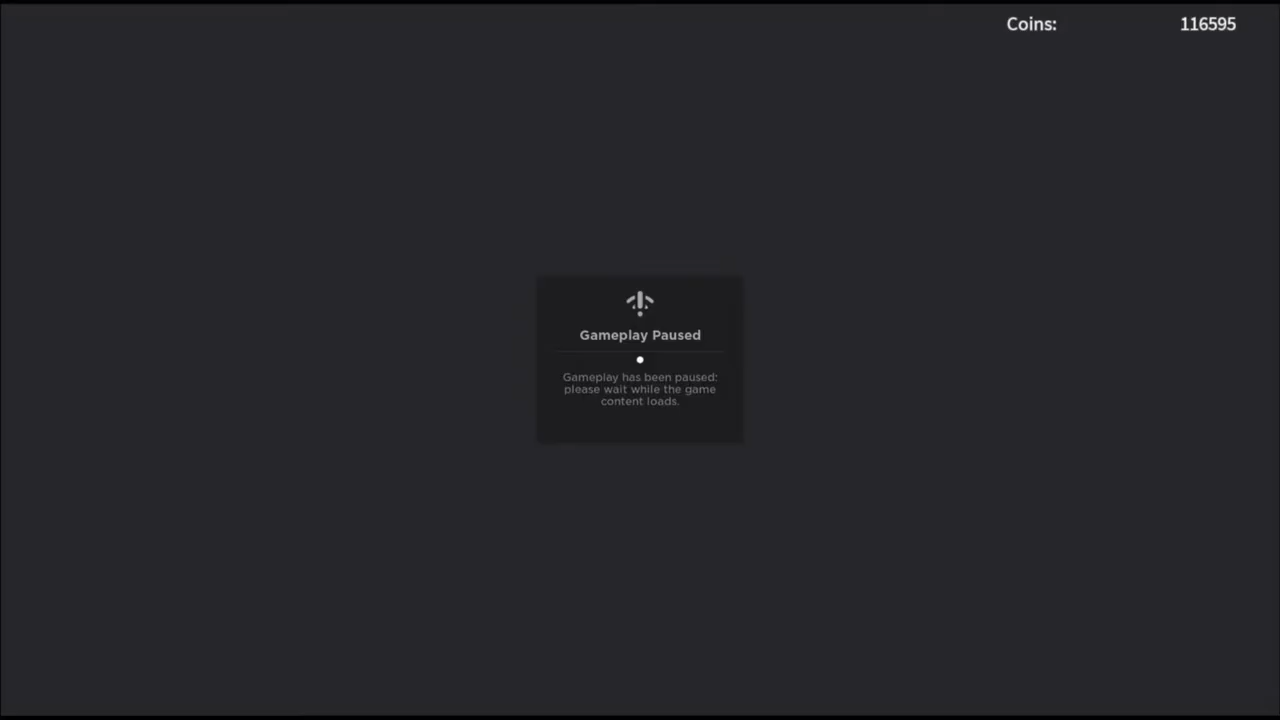 Coins: 116595
Gameplay Paused
Gameplay has been paused:
please wait while the game
content loads.